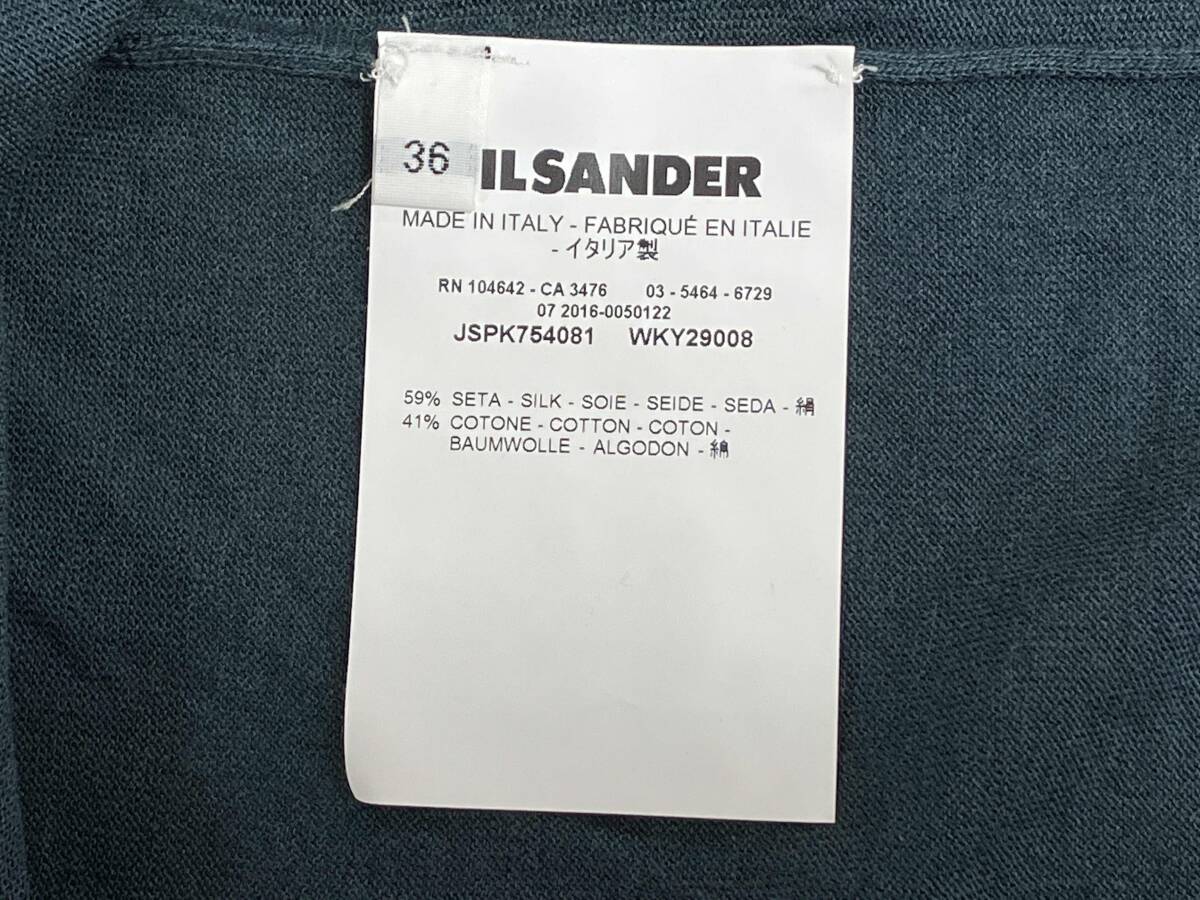 36
ILSANDER
MADE IN ITALY - FABRIQUÉ EN ITALIE
- イタリア製
RN 104642 - CA 3476 03 - 5464 - 6729
07 2016-0050122
JSPK754081 WKY29008
59% SETA - SILK - SOIE - SEIDE - SEDA - 絹
41% COTONE - COTTON - COTON -
BAUMWOLLE - ALGODON - 綿